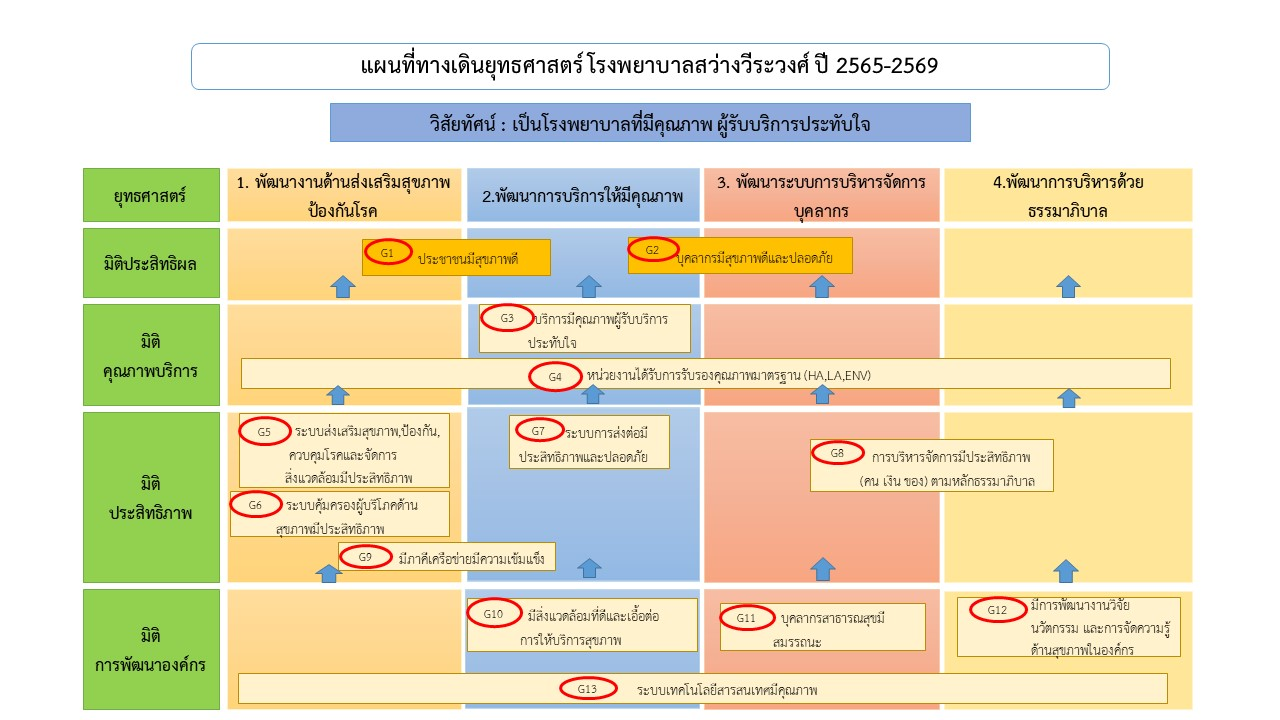 แผนที่ทางเดินยุทธศาสตร์ โรงพยาบาลสว่างวีระวงศ์ ปี 2565-2569
วิสัยทัศน์ : เป็นโรงพยาบาลที่มีคุณภาพ ผู้รับบริการประทับใจ
ยุทธศาสตร์
1. พัฒนางานด้านส่งเสริมสุขภาพ
ป้องกันโรค
2.พัฒนาการบริการให้มีคุณภาพ
3. พัฒนาระบบการบริหารจัดการ
บุคลากร
4.พัฒนาการบริหารด้วย
ธรรมาภิบาล
มิติประสิทธิผล
G1 ประชาชนมีสุขภาพดี
G2 บุคลากรมีสุขภาพดีและปลอดภัย
มิติ
คุณภาพบริการ
G3 บริการมีคุณภาพผู้รับบริการ
ประทับใจ
G4 หน่วยงานได้รับการรับรองคุณภาพมาตรฐาน (HA,LA,ENV)
มิติ
ประสิทธิภาพ
G5 ระบบส่งเสริมสุขภาพ,ป้องกัน,
ควบคุมโรคและจัดการ
สิ่งแวดล้อมมีประสิทธิภาพ
G6 ระบบคุ้มครองผู้บริโภคด้าน
สุขภาพมีประสิทธิภาพ
G7 ระบบการส่งต่อมี
ประสิทธิภาพและปลอดภัย
G8 การบริหารจัดการมีประสิทธิภาพ
(คน เงิน ของ) ตามหลักธรรมาภิบาล
G9 มีภาคีเครือข่ายมีความเข้มแข็ง
มิติ
การพัฒนาองค์กร
G10 มีสิ่งแวดล้อมที่ดีและเอื้อต่อ
การให้บริการสุขภาพ
G11 บุคลากรสาธารณสุขมี
สมรรถนะ
G12 มีการพัฒนางานวิจัย
นวัตกรรม และการจัดความรู้
ด้านสุขภาพในองค์กร
G13 ระบบเทคโนโลยีสารสนเทศมีคุณภาพ